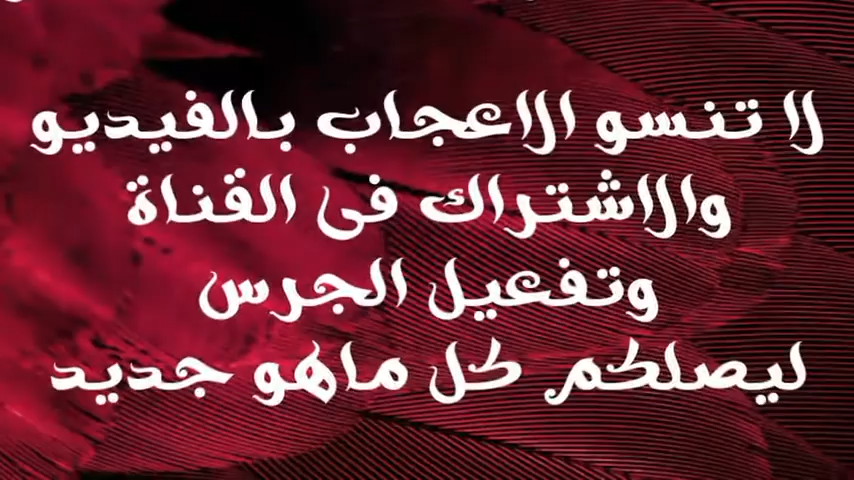 لا تنسو الاعجاب بالفيديو
والاشتراك فى القناة
وتفعيل الجرس
ليصلكم كل ماهو جديد